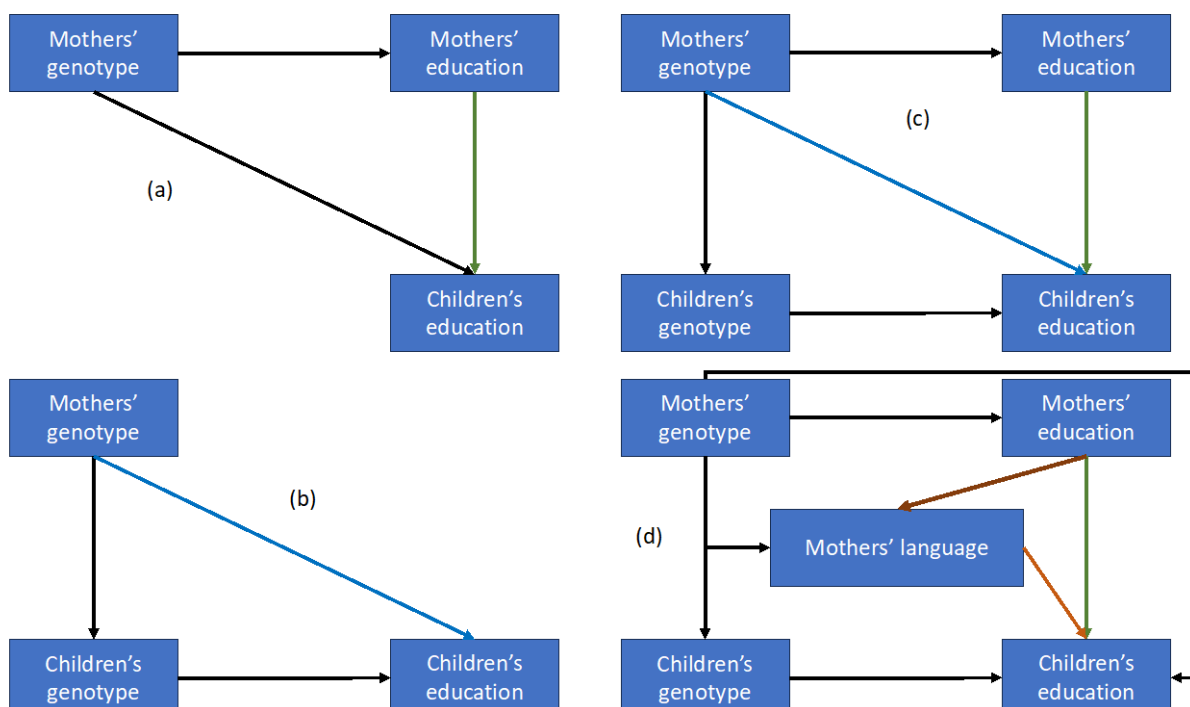 Mothers’
genotype
Mothers’
education
(a)
Children’s
education
Mothers’
genotype
Mothers’
education
(c)
Children’s
genotype
Children’s
education
Mothers’
genotype
(b)
Children’s
genotype
Children’s
education
Mothers’
genotype
Mothers’
education
(d)
Mothers’ language
Children’s
genotype
Children’s
education